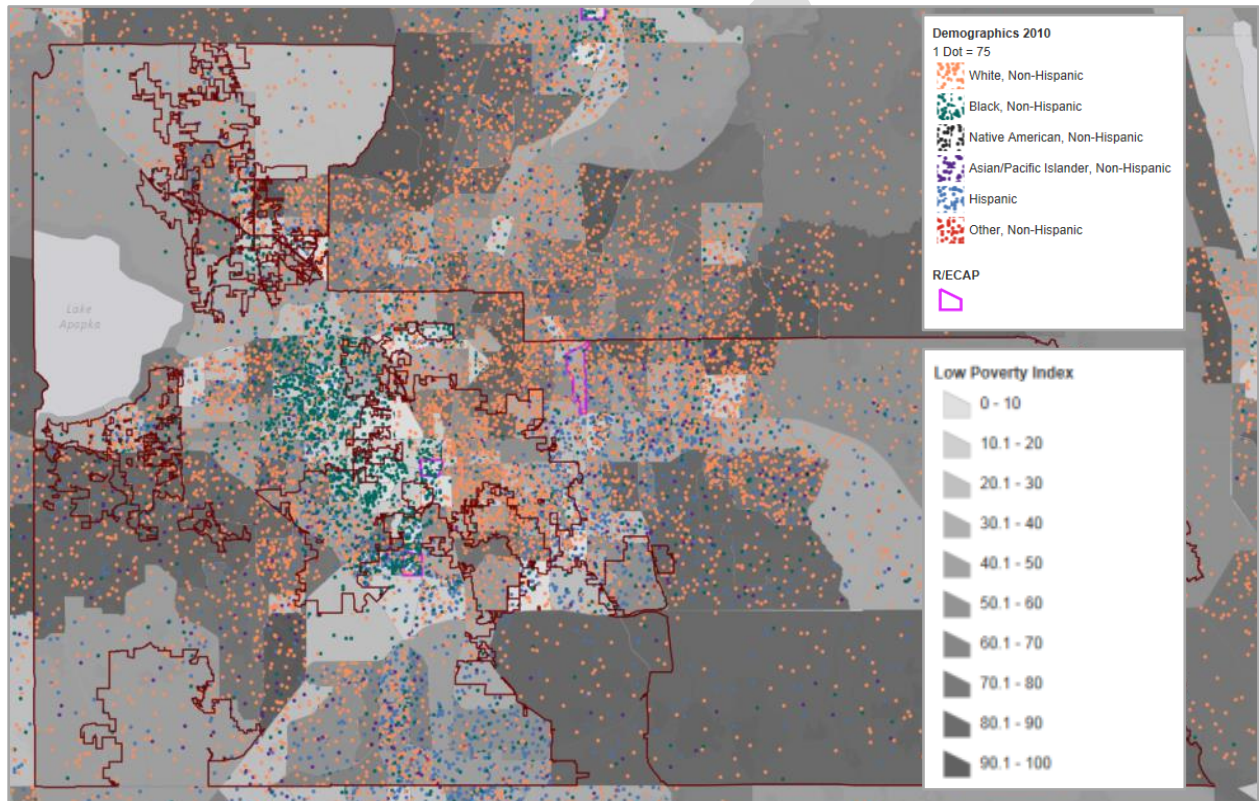 Demographics 2010
1 Dot = 75
White, Non-Hispanic
Black, Non-Hispanic
Native American, Non-Hispanic
Asian/Pacific Islander, Non-Hispanic
Hispanic
Other, Non-Hispanic
R/ECAP
Lake
Apopka
Low Poverty Index
0 - 10
10.1 - 20
20.1 - 30
30.1 - 40
40.1 - 50
50.1 - 60
60.1 - 70
70.1 - 80
80.1 - 90
90.1 - 100